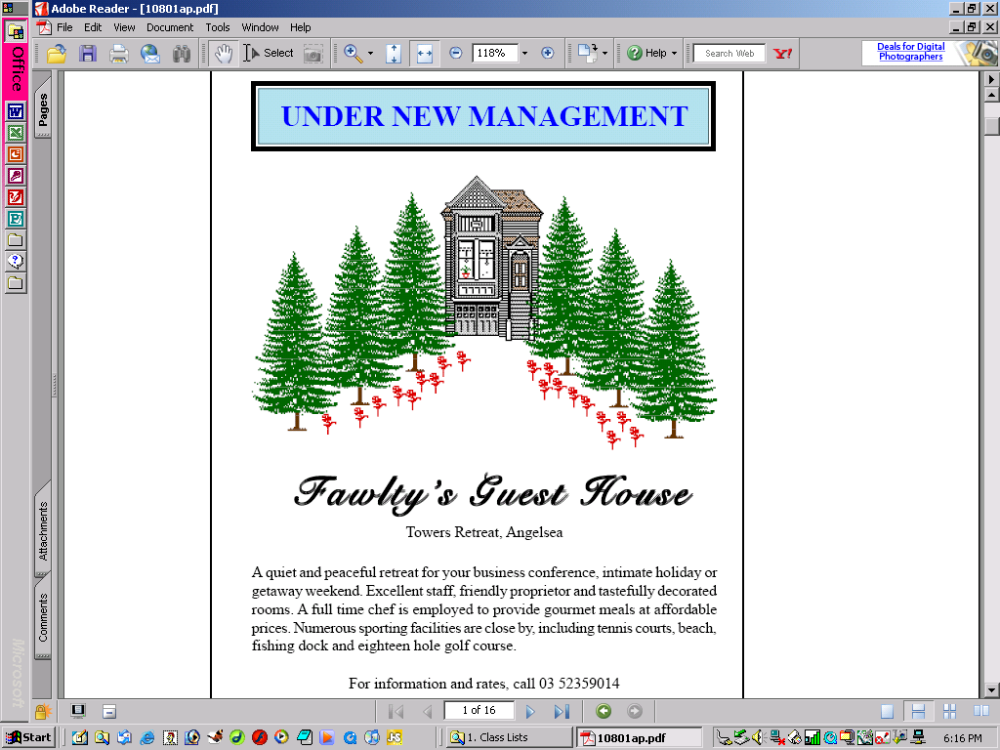 Adobe Reader - [10801ap.pdf]
File Edit View Document Tools Window Help
Select 118% Help Search Web Y!
Deals for Digital
Photographers
Office
Pages
Attachments
Comments
Microsoft
UNDER NEW MANAGEMENT
Fawlty's Guest House
Towers Retreat, Angelsea
A quiet and peaceful retreat for your business conference, intimate holiday or
getaway weekend. Excellent staff, friendly proprietor and tastefully decorated
rooms. A full time chef is employed to provide gourmet meals at affordable
prices. Numerous sporting facilities are close by, including tennis courts, beach,
fishing dock and eighteen hole golf course.
For information and rates, call 03 52359014
1 of 16
Start 1. Class Lists 10801ap.pdf 6:16 PM